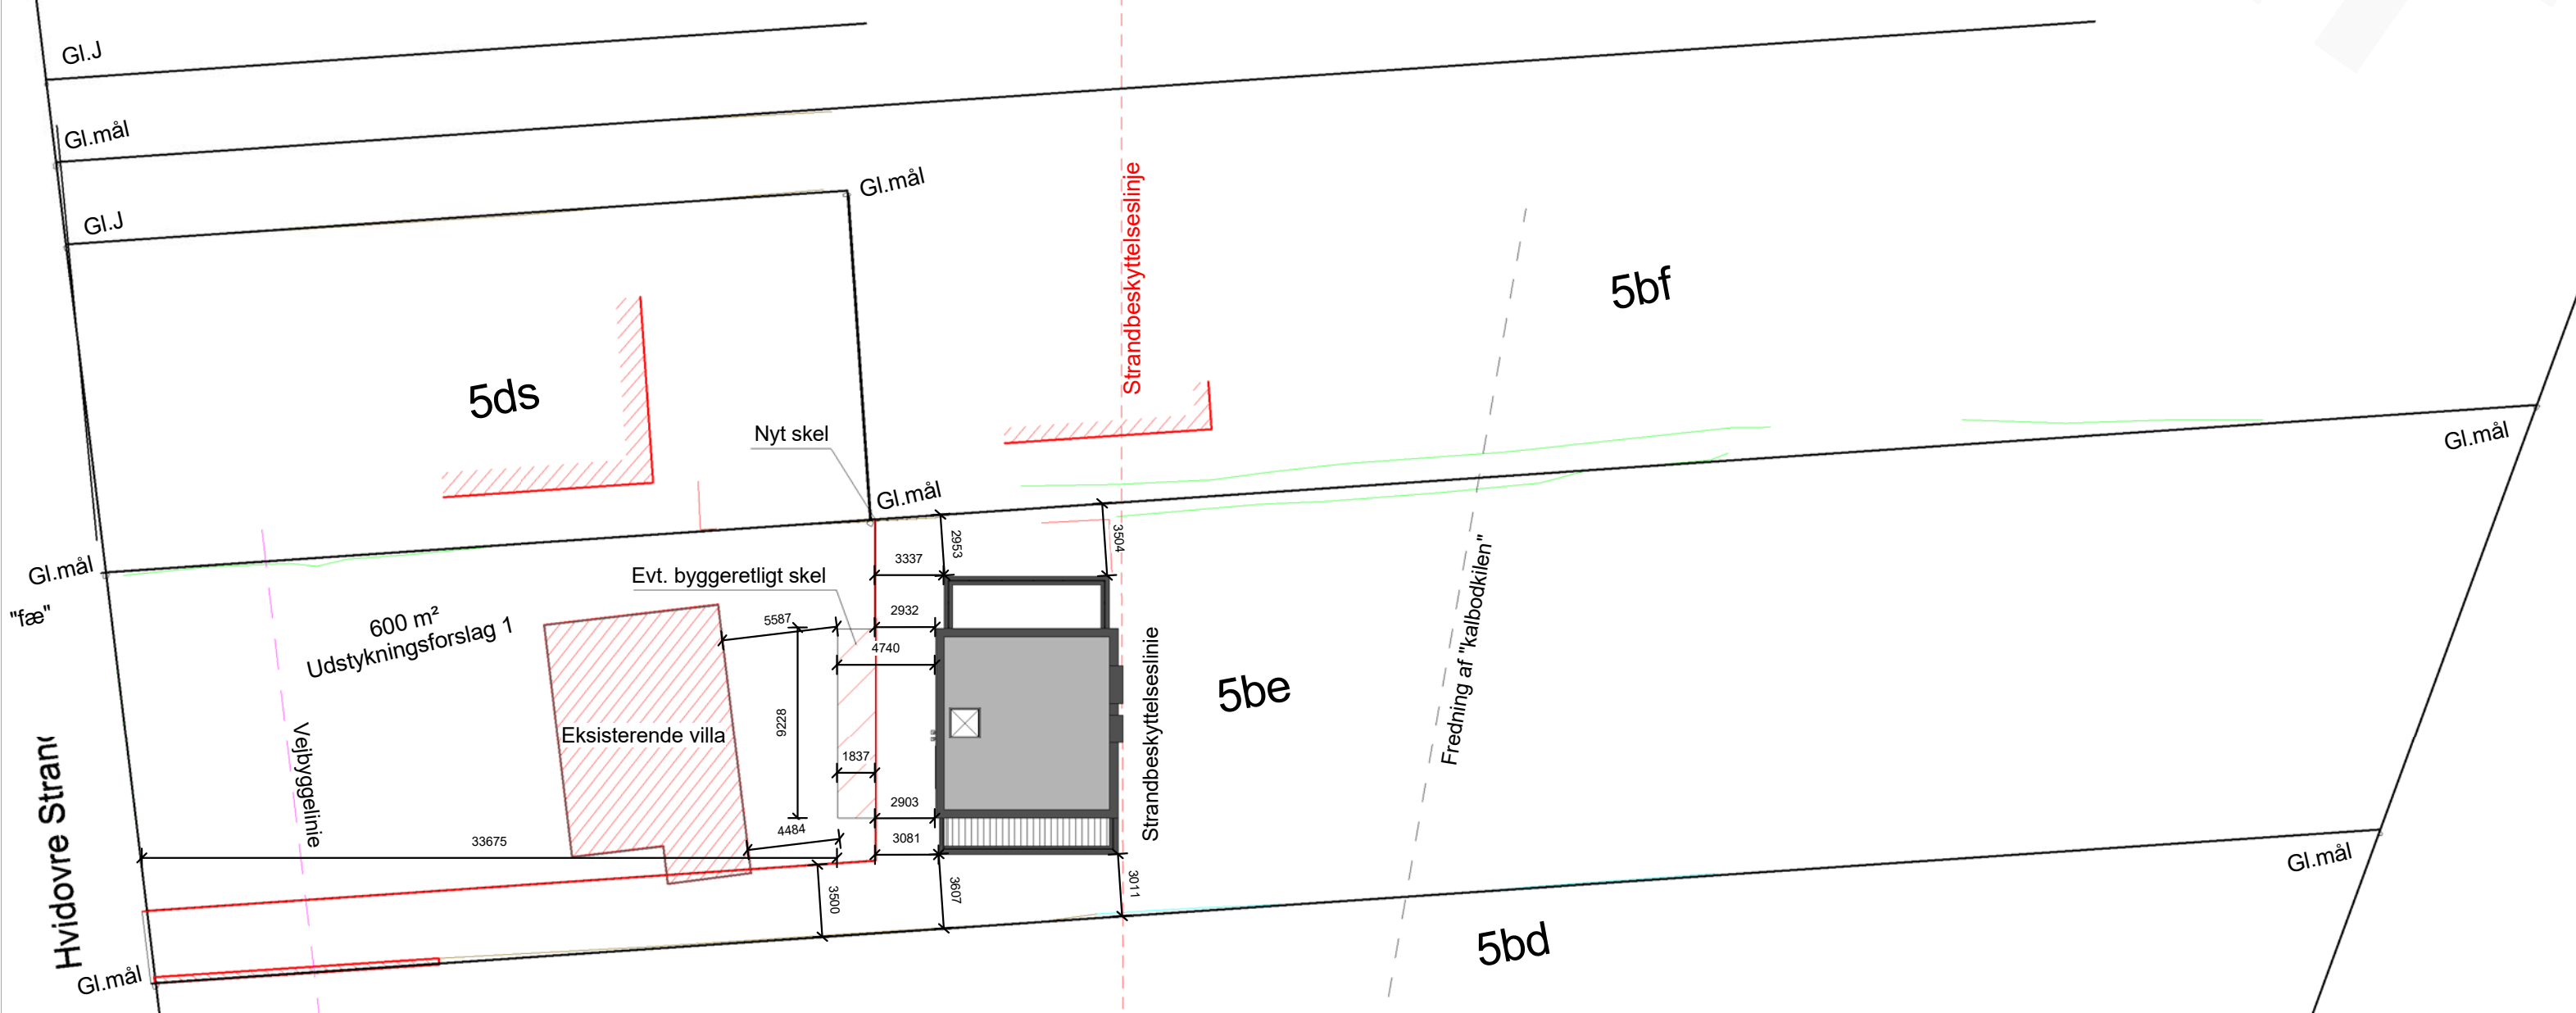 Gl.J
Gl.mål
Gl.mål
Gl.J
Strandbeskyttelseslinje
5bf
5ds
Nyt skel
Gl.mål
Gl.mål
Gl.mål
"fæ"
600 m²
Udstykningsforslag 1
Evt. byggeretligt skel
3337
2953
3504
2932
5587
4740
9228
1837
2903
3081
4484
33675
3500
3607
3011
Eksisterende villa
Vejbyggelinie
Hvidovre Stran
Strandbeskyttelseslinie
5be
Fredning af "kalbodkilen"
Gl.mål
Gl.mål
5bd